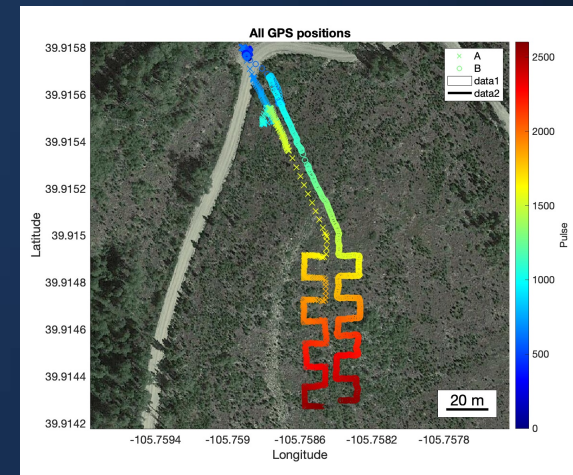 All GPS positions
39.9158
39.9156
39.9154
39.9152
39.915
39.9148
39.9146
39.9144
39.9142
Latitude
-105.7594
-105.759
-105.7586
-105.7582
-105.7578
Longitude
A
B
data1
data2
20 m
2500
2000
1500
1000
500
0
Pulse